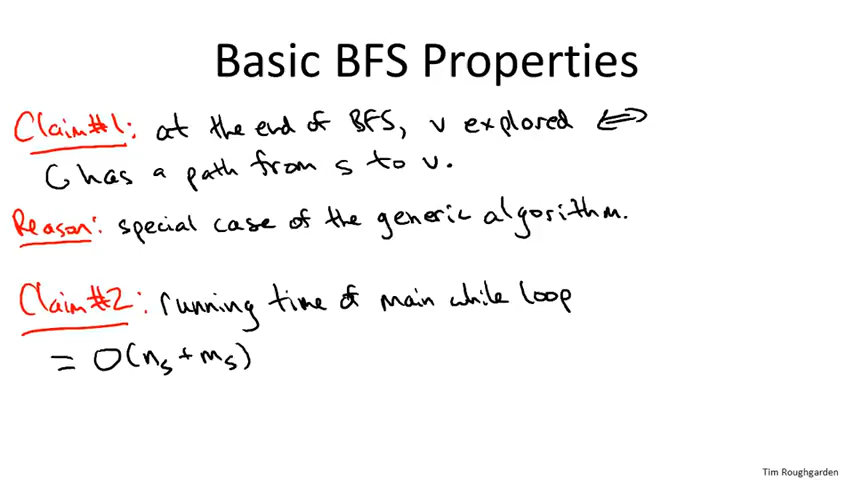 Basic BFS Properties
Claim #1: at the end of BFS, v explored ⇔
G has a path from s to v.
Reason: special case of the generic algorithm.
Claim #2: running time of main while loop
= O(nₛ + mₛ)
Tim Roughgarden